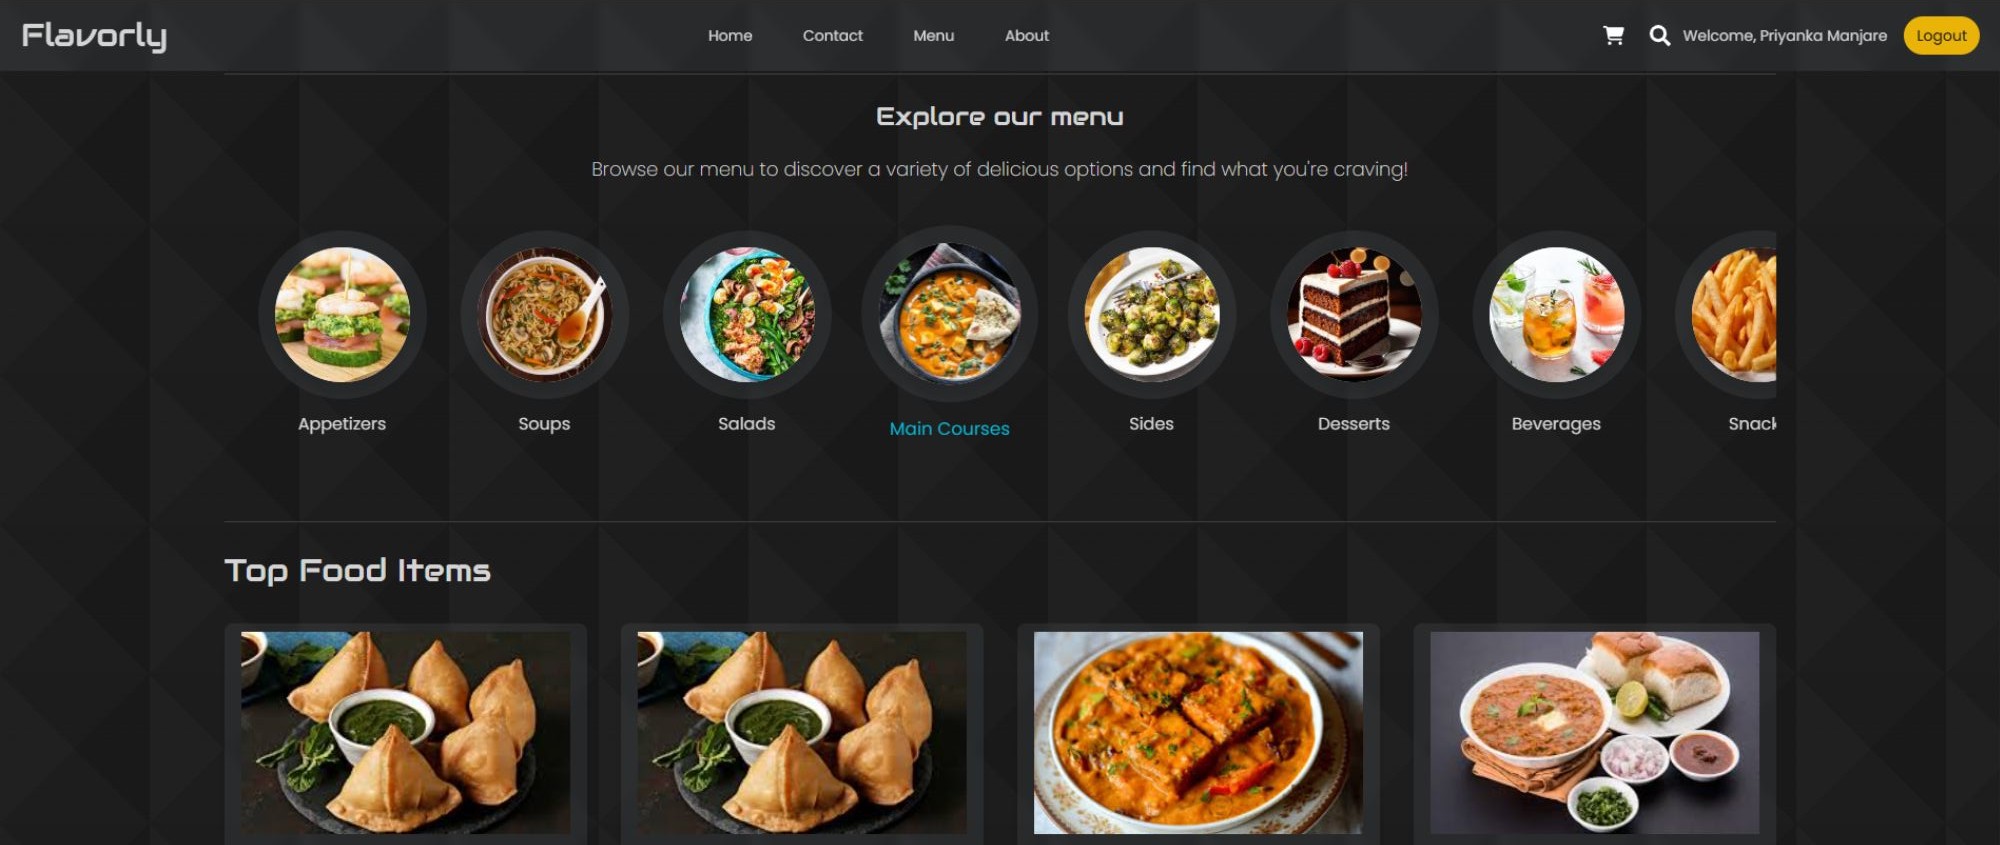 Flavorly
Home Contact Menu About
Welcome, Priyanka Manjare Logout
Explore our menu
Browse our menu to discover a variety of delicious options and find what you're craving!
Appetizers Soups Salads Main Courses Sides Desserts Beverages Snack
Top Food Items